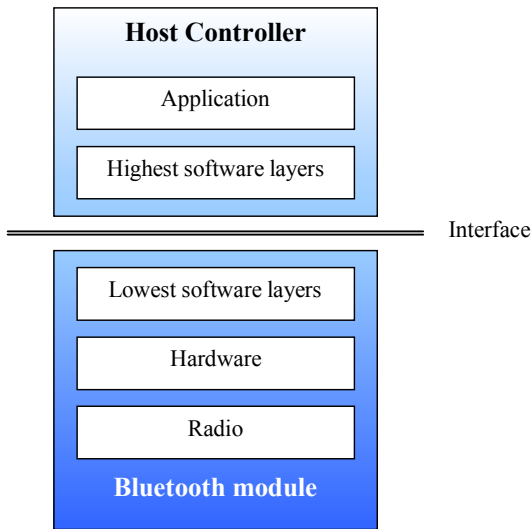 Host Controller
Application
Highest software layers
Interface
Lowest software layers
Hardware
Radio
Bluetooth module